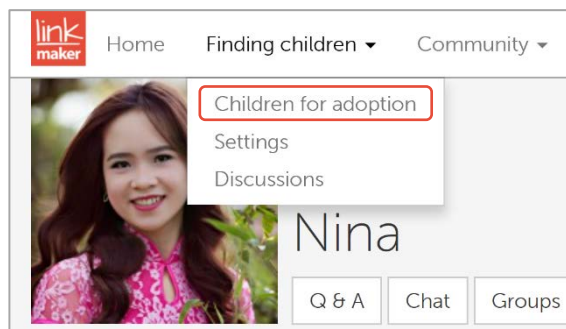 link
maker
Home Finding children Community
Children for adoption
Settings
Discussions
Nina
Q & A Chat Groups